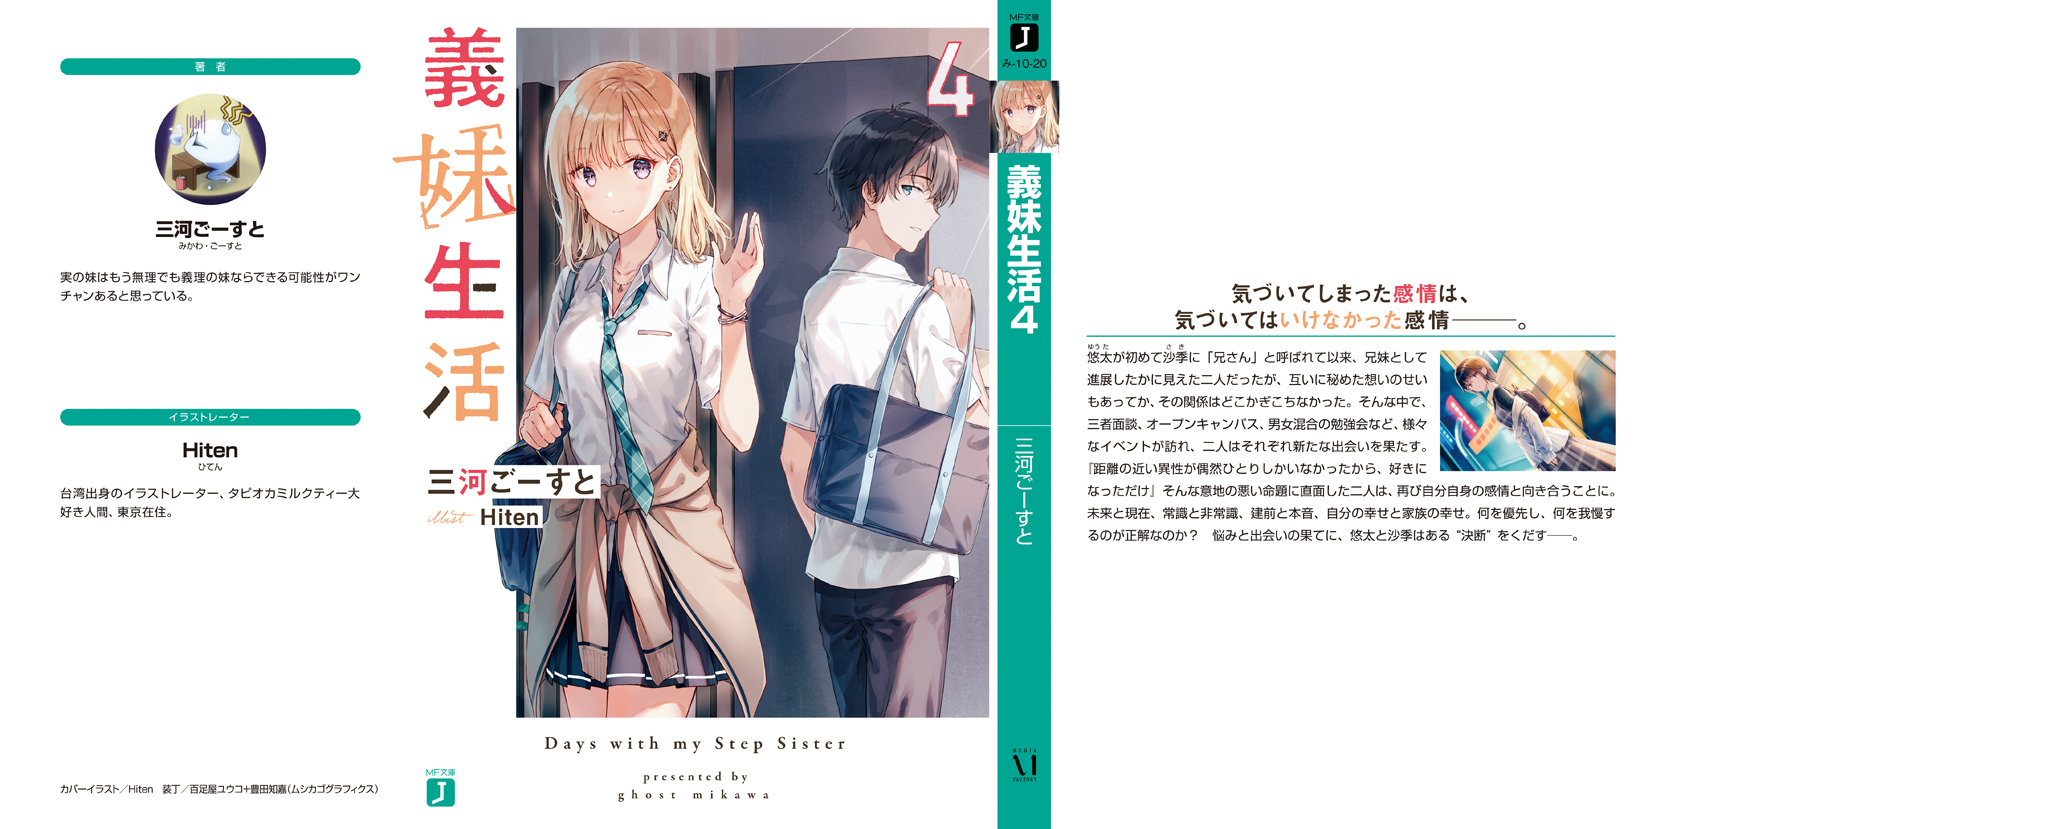 著 者
三河ごーすと
みかわ・ごーすと
実の妹はもう無理でも義理の妹ならできる可能性がワン
チャンあると思っている。
イラストレーター
Hiten
ひてん
台湾出身のイラストレーター、タピオカミルクティー大
好き人間、東京在住。
カバーイラスト／Hiten　装丁／百足屋ユウコ+豊田知嘉(ムシカゴグラフィクス)
義妹生活
4
三河ごーすと
illust Hiten
Days with my Step Sister
presented by
ghost mikawa
MF文庫
J
MF文庫
J
み-10-20
義妹生活4
三河ごーすと
MEDIA
FACTORY
気づいてしまった感情は、
気づいてはいけなかった感情―――。
ゆうた　さき
悠太が初めて沙季に「兄さん」と呼ばれて以来、兄妹として
進展したかに見えた二人だったが、互いに秘めた想いのせい
もあってか、その関係はどこかぎこちなかった。そんな中で、
三者面談、オープンキャンパス、男女混合の勉強会など、様々
なイベントが訪れ、二人はそれぞれ新たな出会いを果たす。
『距離の近い異性が偶然ひとりしかいなかったから、好きに
なっただけ』そんな意地の悪い命題に直面した二人は、再び自分自身の感情と向き合うことに。
未来と現在、常識と非常識、建前と本音、自分の幸せと家族の幸せ。何を優先し、何を我慢す
るのが正解なのか？　悩みと出会いの果てに、悠太と沙季はある“決断”をくだす――。